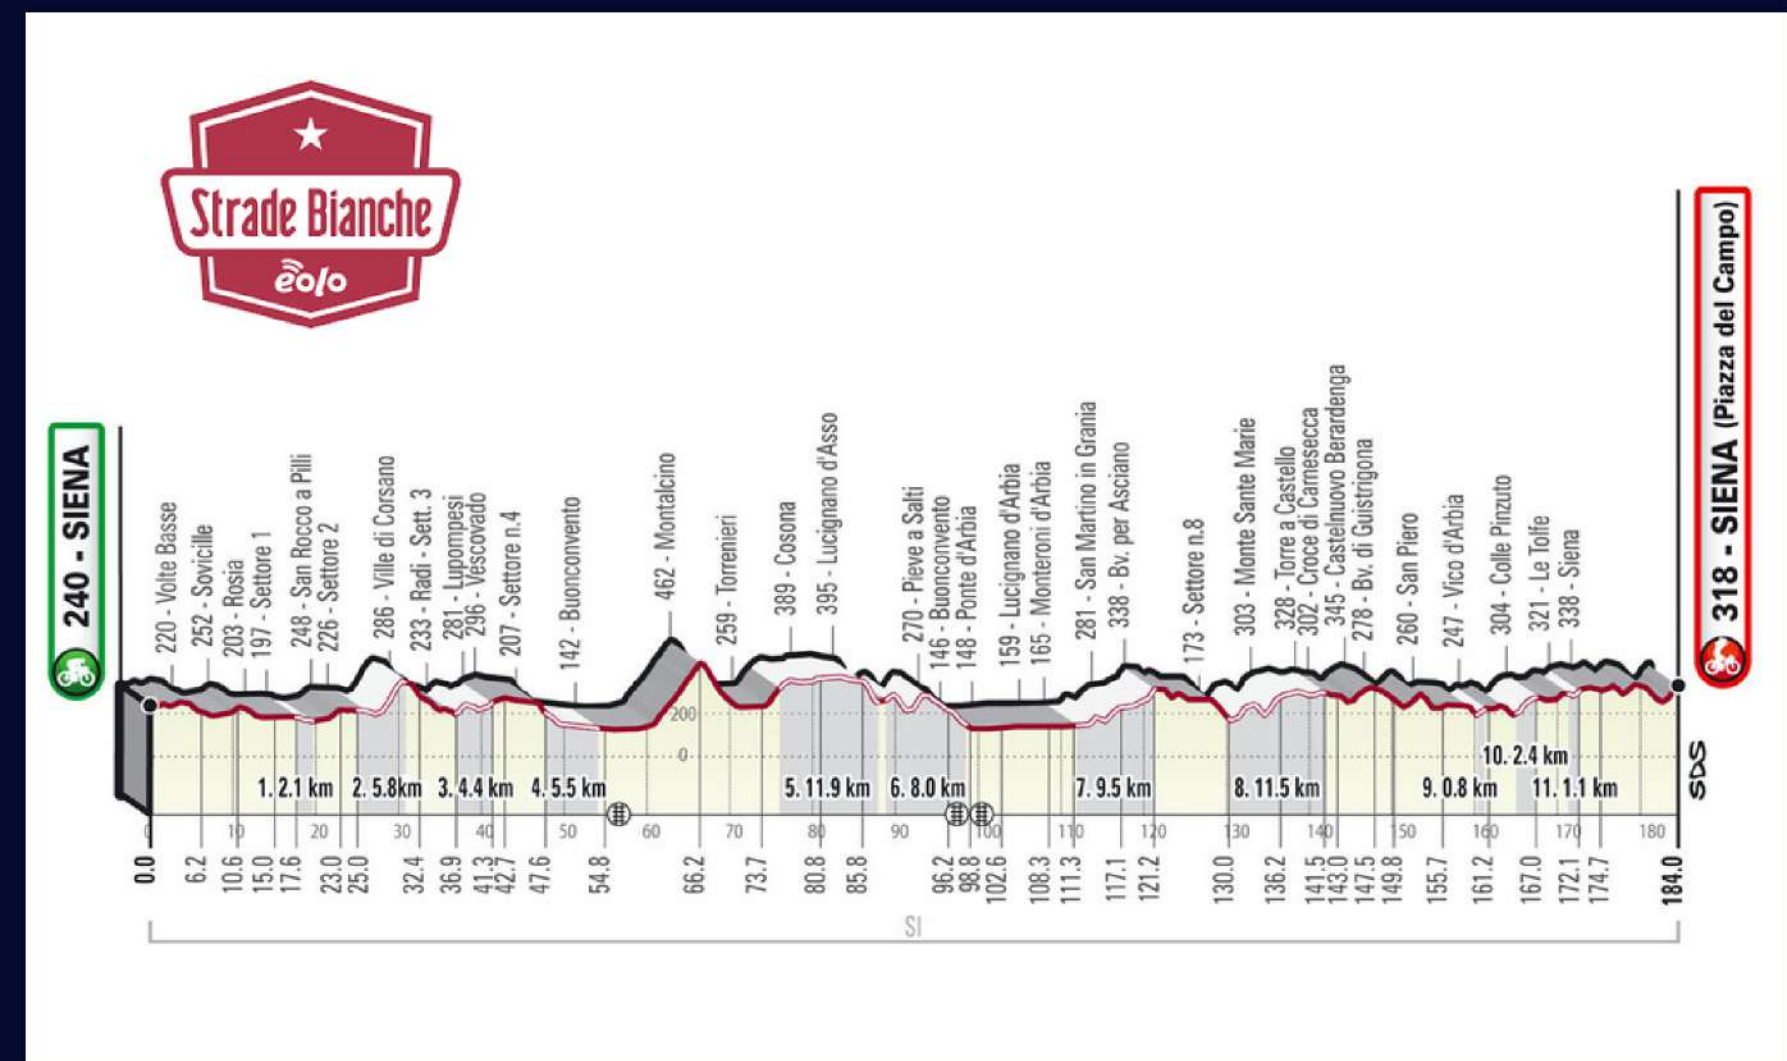 Strade Bianche
eolo
240 - SIENA
220 - Volte Basse
252 - Sovicille
203 - Rosia
197 - Settore 1
248 - San Rocco a Pilli
226 - Settore 2
286 - Ville di Corsano
233 - Radi - Sett. 3
281 - Lupompesi
296 - Vescovado
207 - Settore n.4
142 - Buonconvento
462 - Montalcino
259 - Torrenieri
389 - Cosona
395 - Lucignano d'Asso
270 - Pieve a Salti
146 - Buonconvento
148 - Ponte d'Arbia
159 - Lucignano d'Arbia
165 - Monteroni d'Arbia
281 - San Martino in Grania
338 - Bv. per Asciano
173 - Settore n.8
303 - Monte Sante Marie
328 - Torre a Castello
302 - Croce di Carnesecca
345 - Castelnuovo Berardenga
278 - Bv. di Guistrigona
260 - San Piero
247 - Vico d'Arbia
304 - Colle Pinzuto
321 - Le Tolfe
338 - Siena
318 - SIENA (Piazza del Campo)
200
0
1. 2.1 km
2. 5.8km
3. 4.4 km
4. 5.5 km
5. 11.9 km
6. 8.0 km
7. 9.5 km
8. 11.5 km
9. 0.8 km
10. 2.4 km
11. 1.1 km
SDS
0 10 20 30 40 50 60 70 80 90 100 110 120 130 140 150 160 170 180
0.0 6.2 10.6 15.0 17.6 23.0 25.0 32.4 36.9 41.3 42.7 47.6 54.8 66.2 73.7 80.8 85.8 96.2 98.8 102.6 108.3 111.3 117.1 121.2 130.0 136.2 141.5 143.0 147.5 149.8 155.7 161.2 167.0 172.1 174.7 184.0
SI